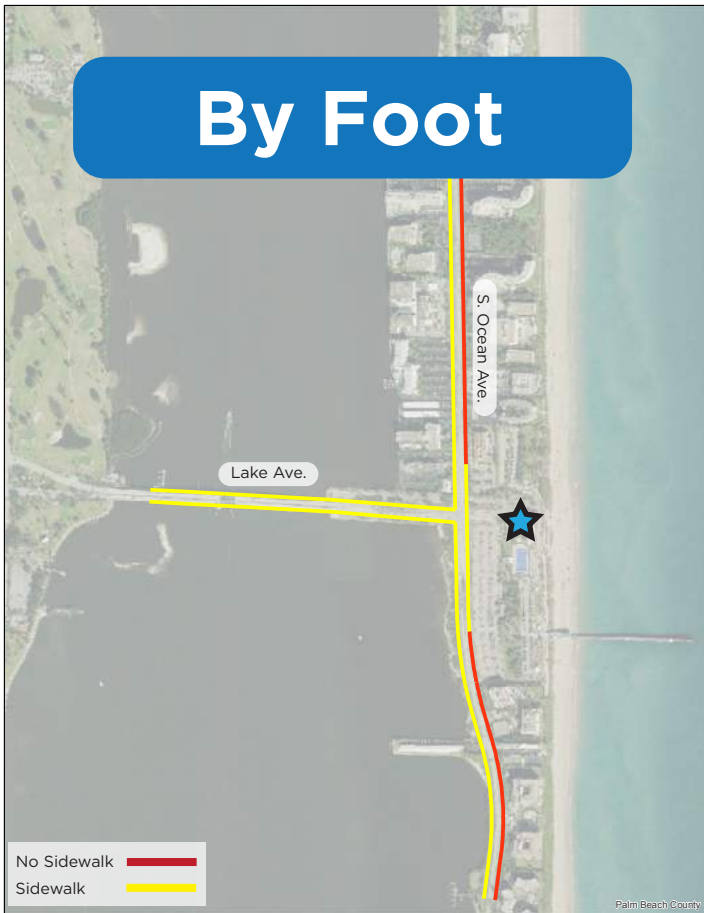 By Foot
S. Ocean Ave.
Lake Ave.
No Sidewalk
Sidewalk
Palm Beach County